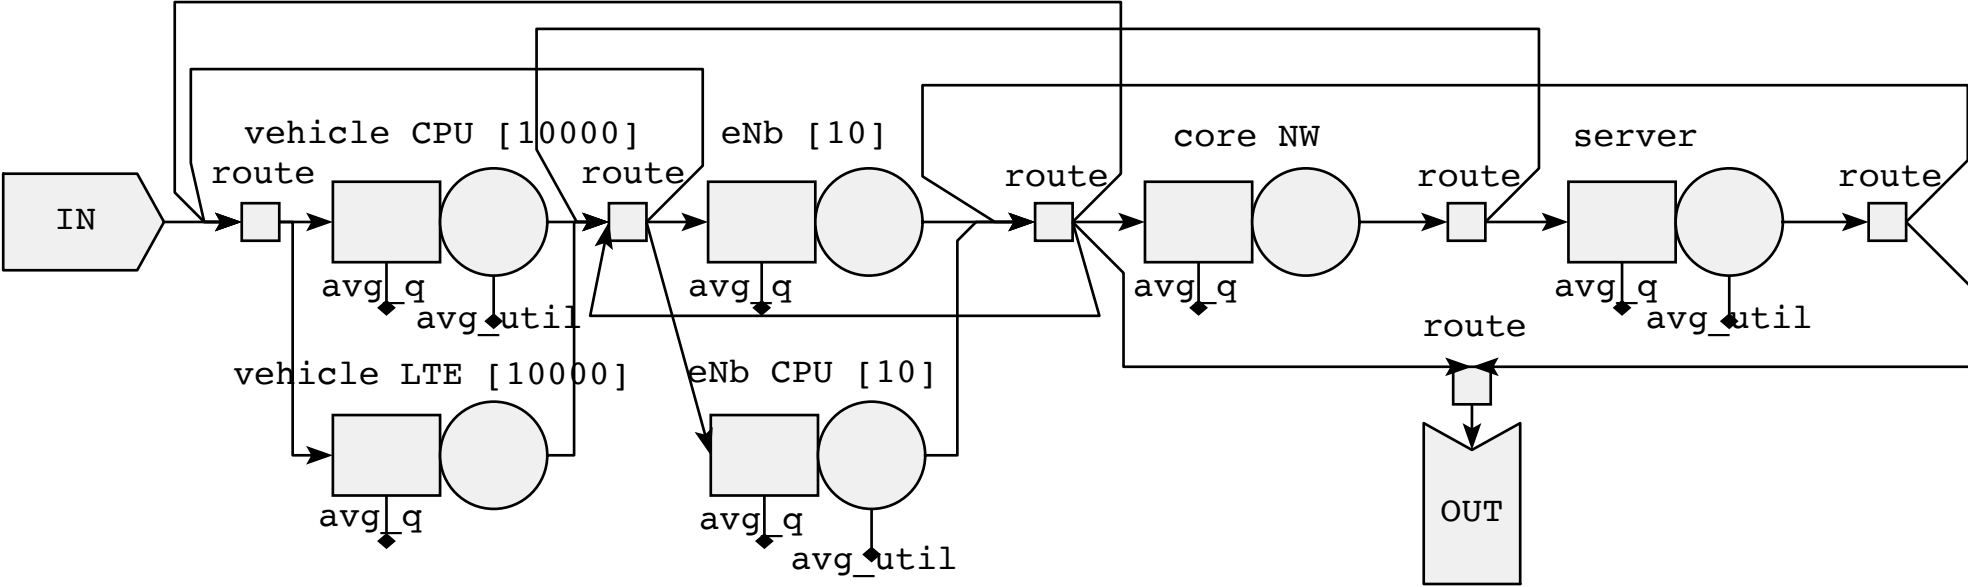 vehicle CPU [10000]
eNb [10]
core NW
server
route
route
route
route
route
IN
avg_q
avg_util
avg_q
avg_q
avg_q
avg_util
route
vehicle LTE [10000]
eNb CPU [10]
avg_q
avg_q
avg_util
OUT